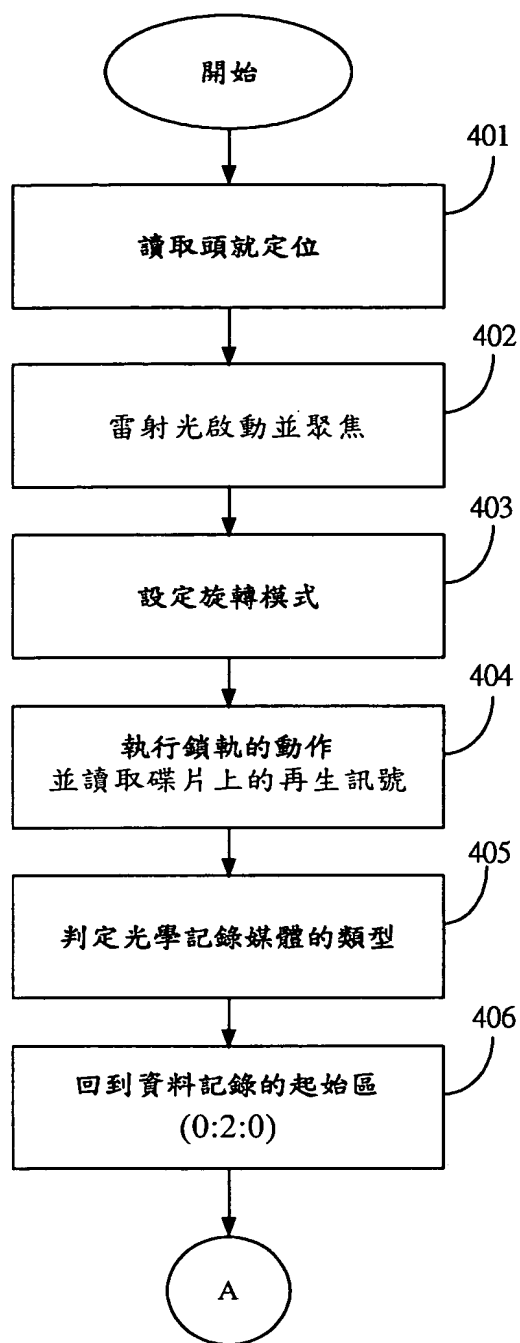 開始
401
讀取頭就定位
402
雷射光啟動並聚焦
403
設定旋轉模式
404
執行鎖軌的動作
並讀取碟片上的再生訊號
405
判定光學記錄媒體的類型
406
回到資料記錄的起始區
(0:2:0)
A